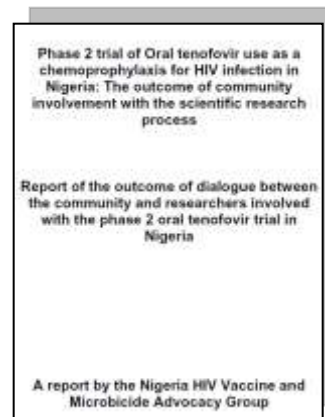 Phase 2 trial of Oral tenofovir use as a
chemoprophylaxis for HIV infection in
Nigeria: The outcome of community
involvement with the scientific research
process
Report of the outcome of dialogue between
the community and researchers involved
with the phase 2 oral tenofovir trial in
Nigeria
A report by the Nigeria HIV Vaccine and
Microbicide Advocacy Group